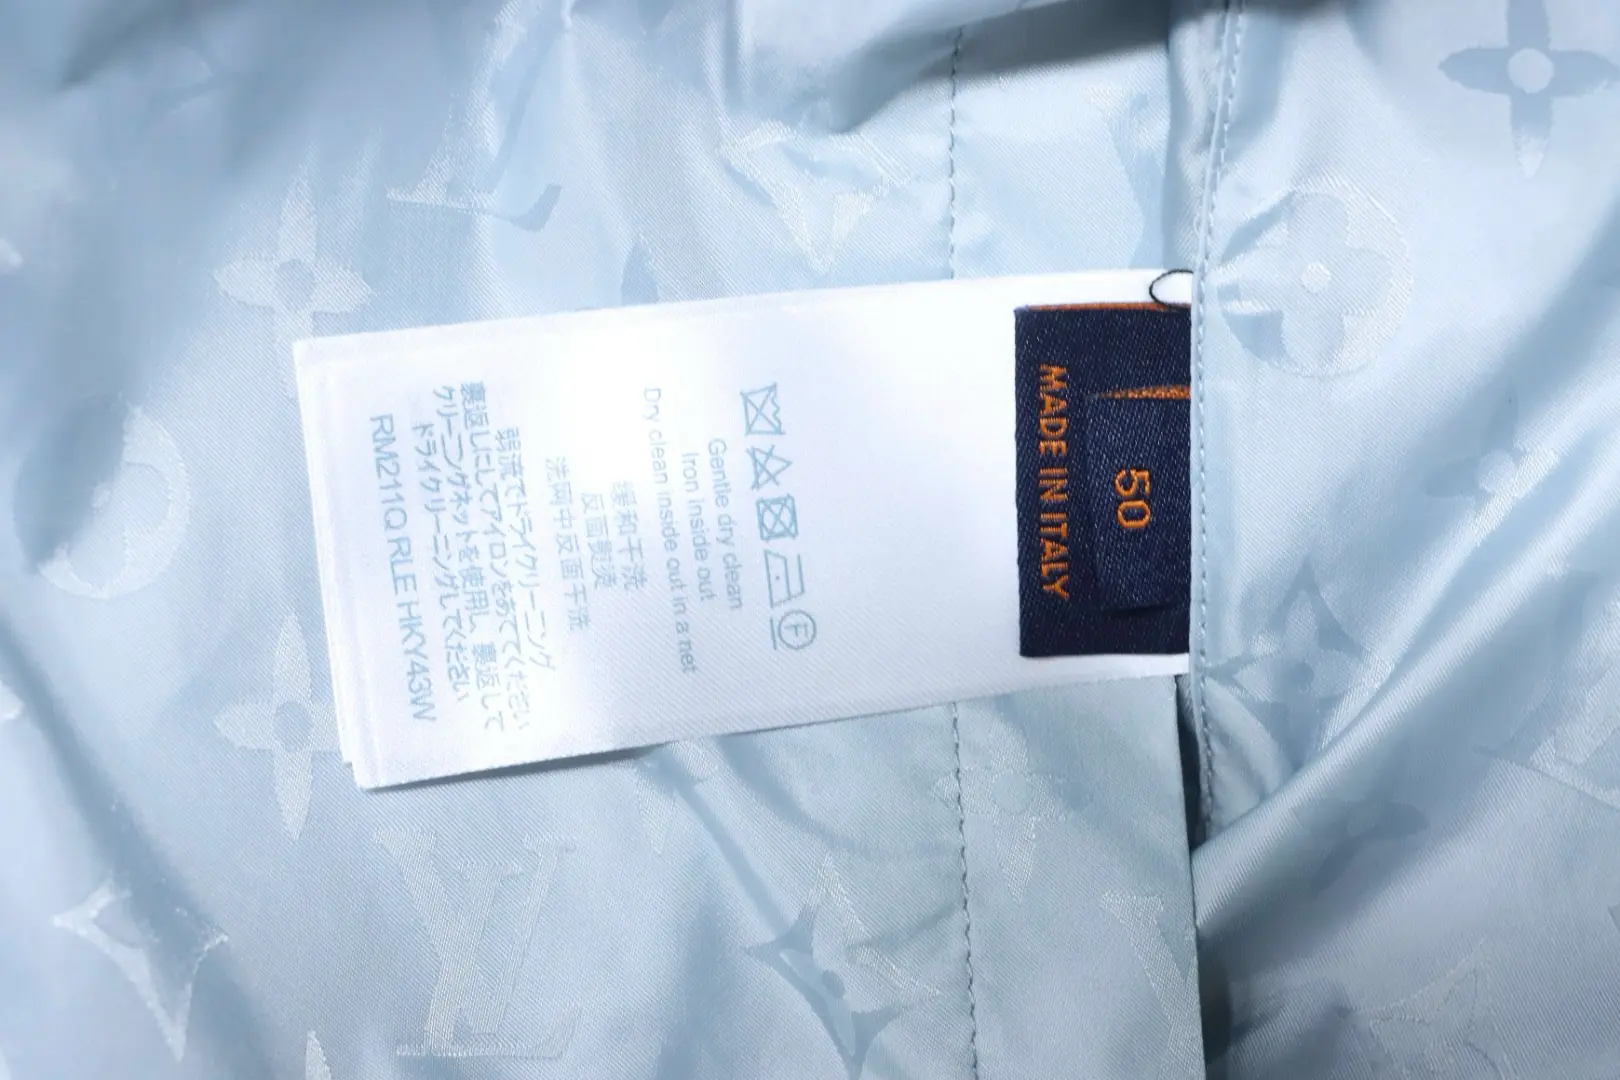 MADE IN ITALY
50
F
Gentle dry clean
Iron inside out
Dry clean inside out in a net
缓和干洗
反面熨烫
洗网中反面干洗
弱流でドライクリーニング
裏返しにしてアイロンをあててください
クリーニングネットを使用し、裏返して
ドライクリーニングしてください
RM211Q RLE HKY43W
LV
LV